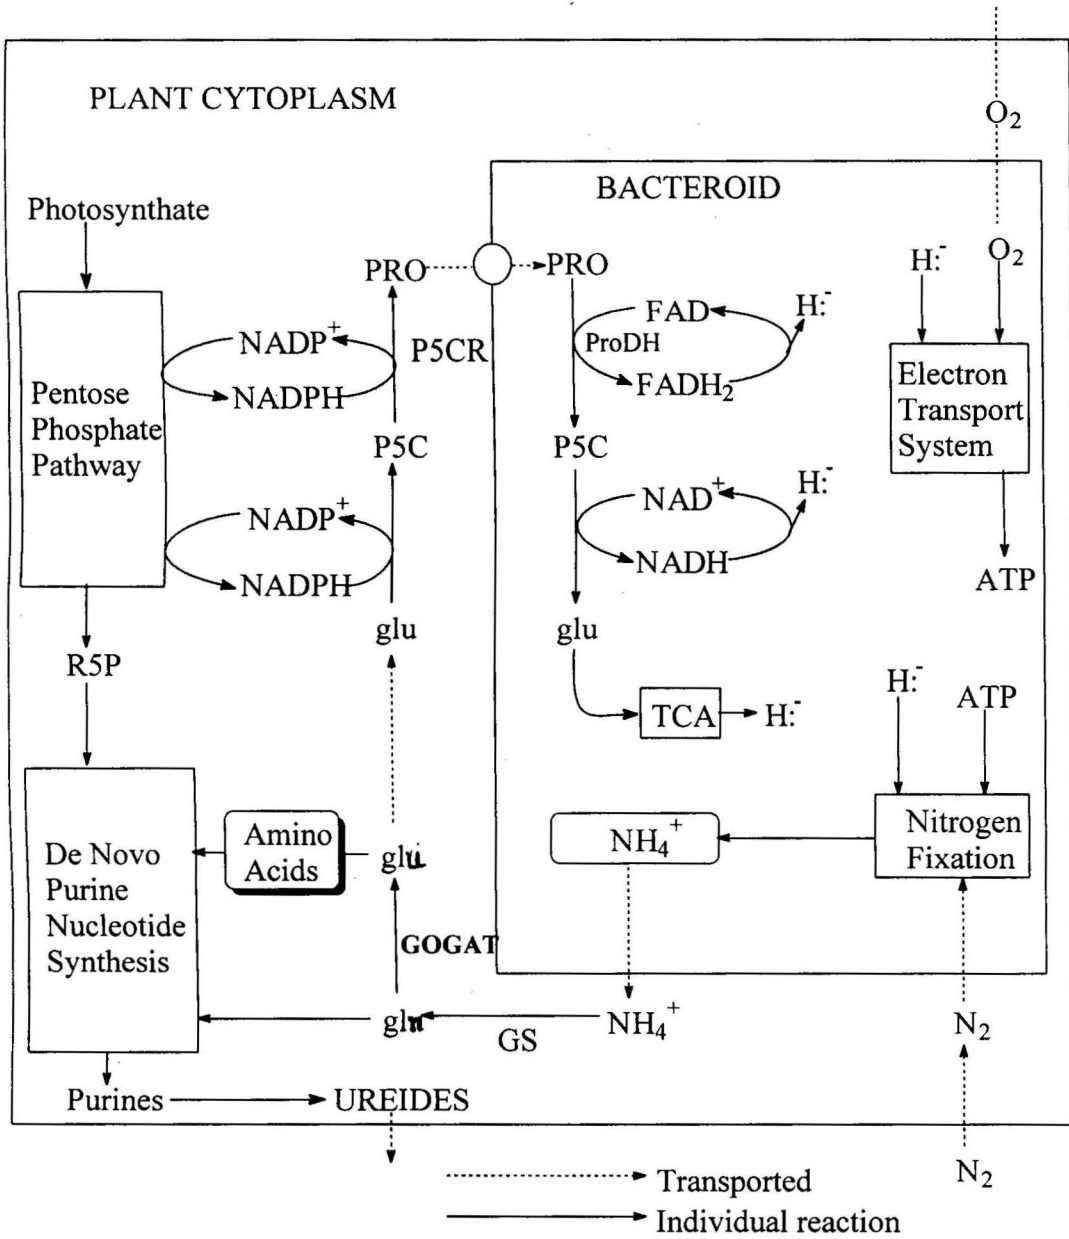 PLANT CYTOPLASM
O₂
BACTEROID
Photosynthate
PRO
PRO
H:⁻
O₂
FAD
H:⁻
NADP⁺
P5CR
ProDH
NADPH
FADH₂
Pentose
Phosphate
Pathway
Electron
Transport
System
P5C
P5C
NAD⁺
H:⁻
NADP⁺
NADH
NADPH
ATP
glu
glu
R5P
H:⁻
ATP
TCA
H:⁻
Amino
Acids
glu
NH₄⁺
Nitrogen
Fixation
De Novo
Purine
Nucleotide
Synthesis
GOGAT
gln
GS
NH₄⁺
N₂
Purines
UREIDES
N₂
Transported
Individual reaction